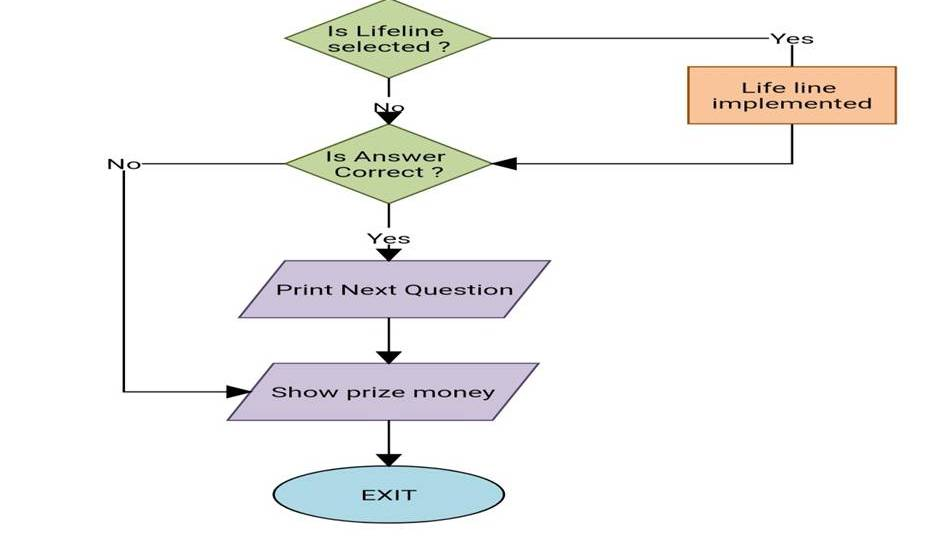 Is Lifeline
selected ?
Yes
Life line
implemented
No
Is Answer
Correct ?
No
Yes
Print Next Question
Show prize money
EXIT